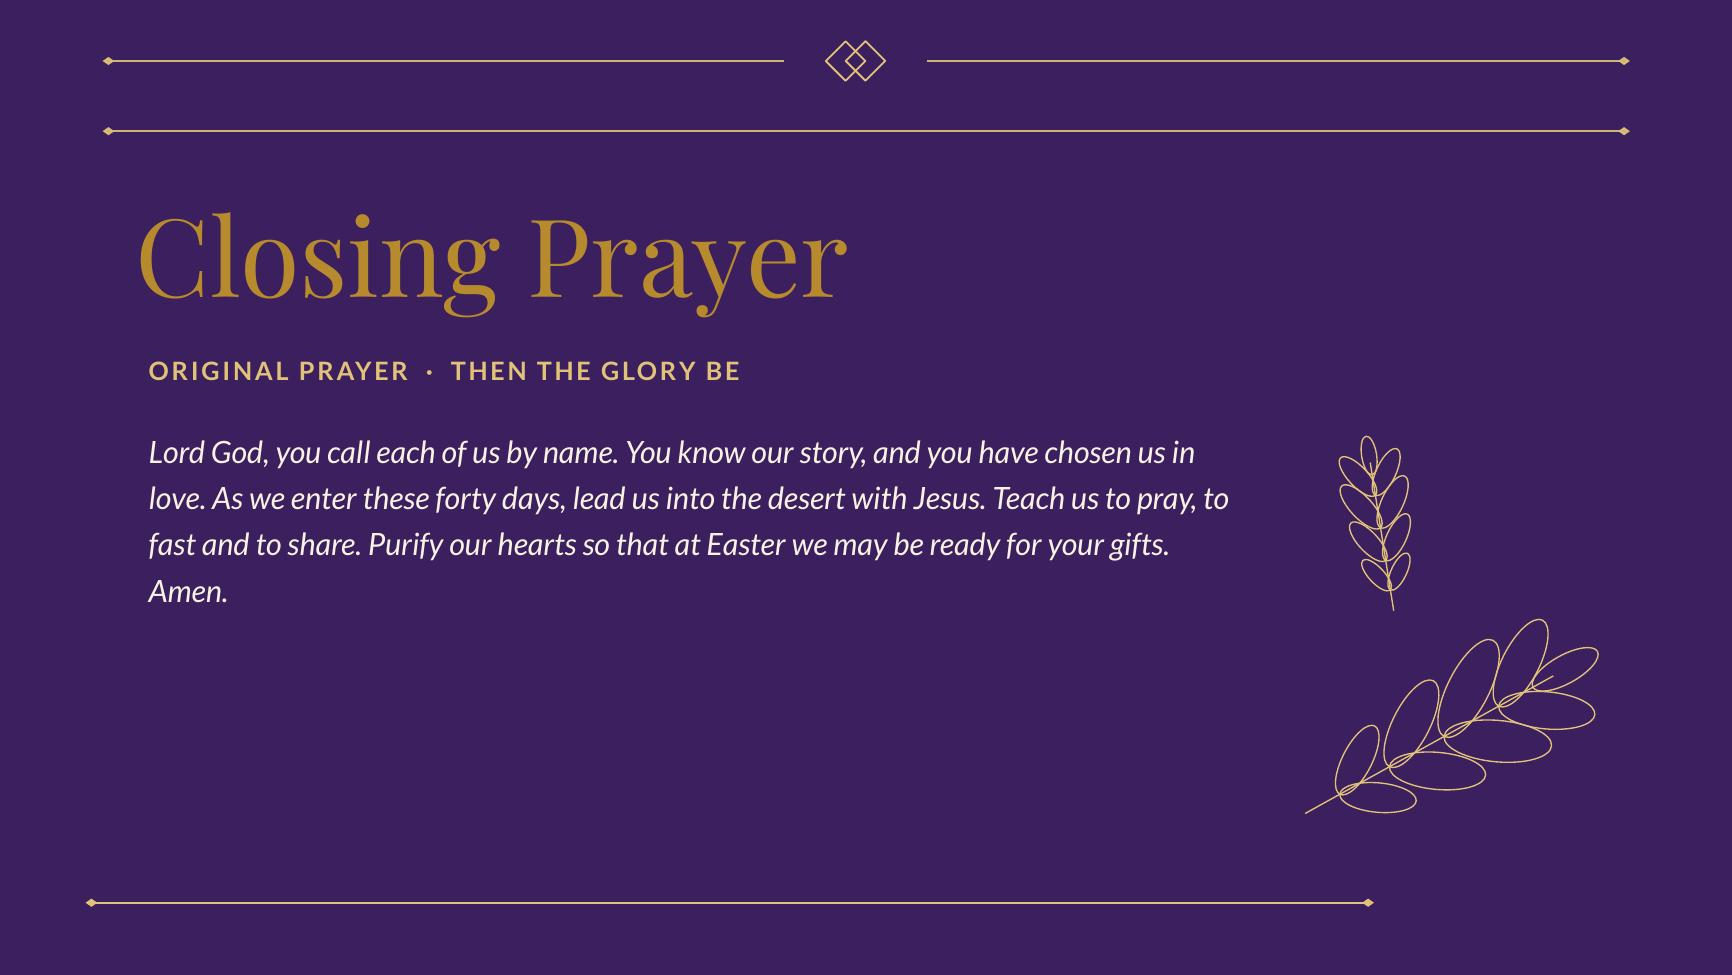 Closing Prayer
ORIGINAL PRAYER · THEN THE GLORY BE
Lord God, you call each of us by name. You know our story, and you have chosen us in
love. As we enter these forty days, lead us into the desert with Jesus. Teach us to pray, to
fast and to share. Purify our hearts so that at Easter we may be ready for your gifts.
Amen.